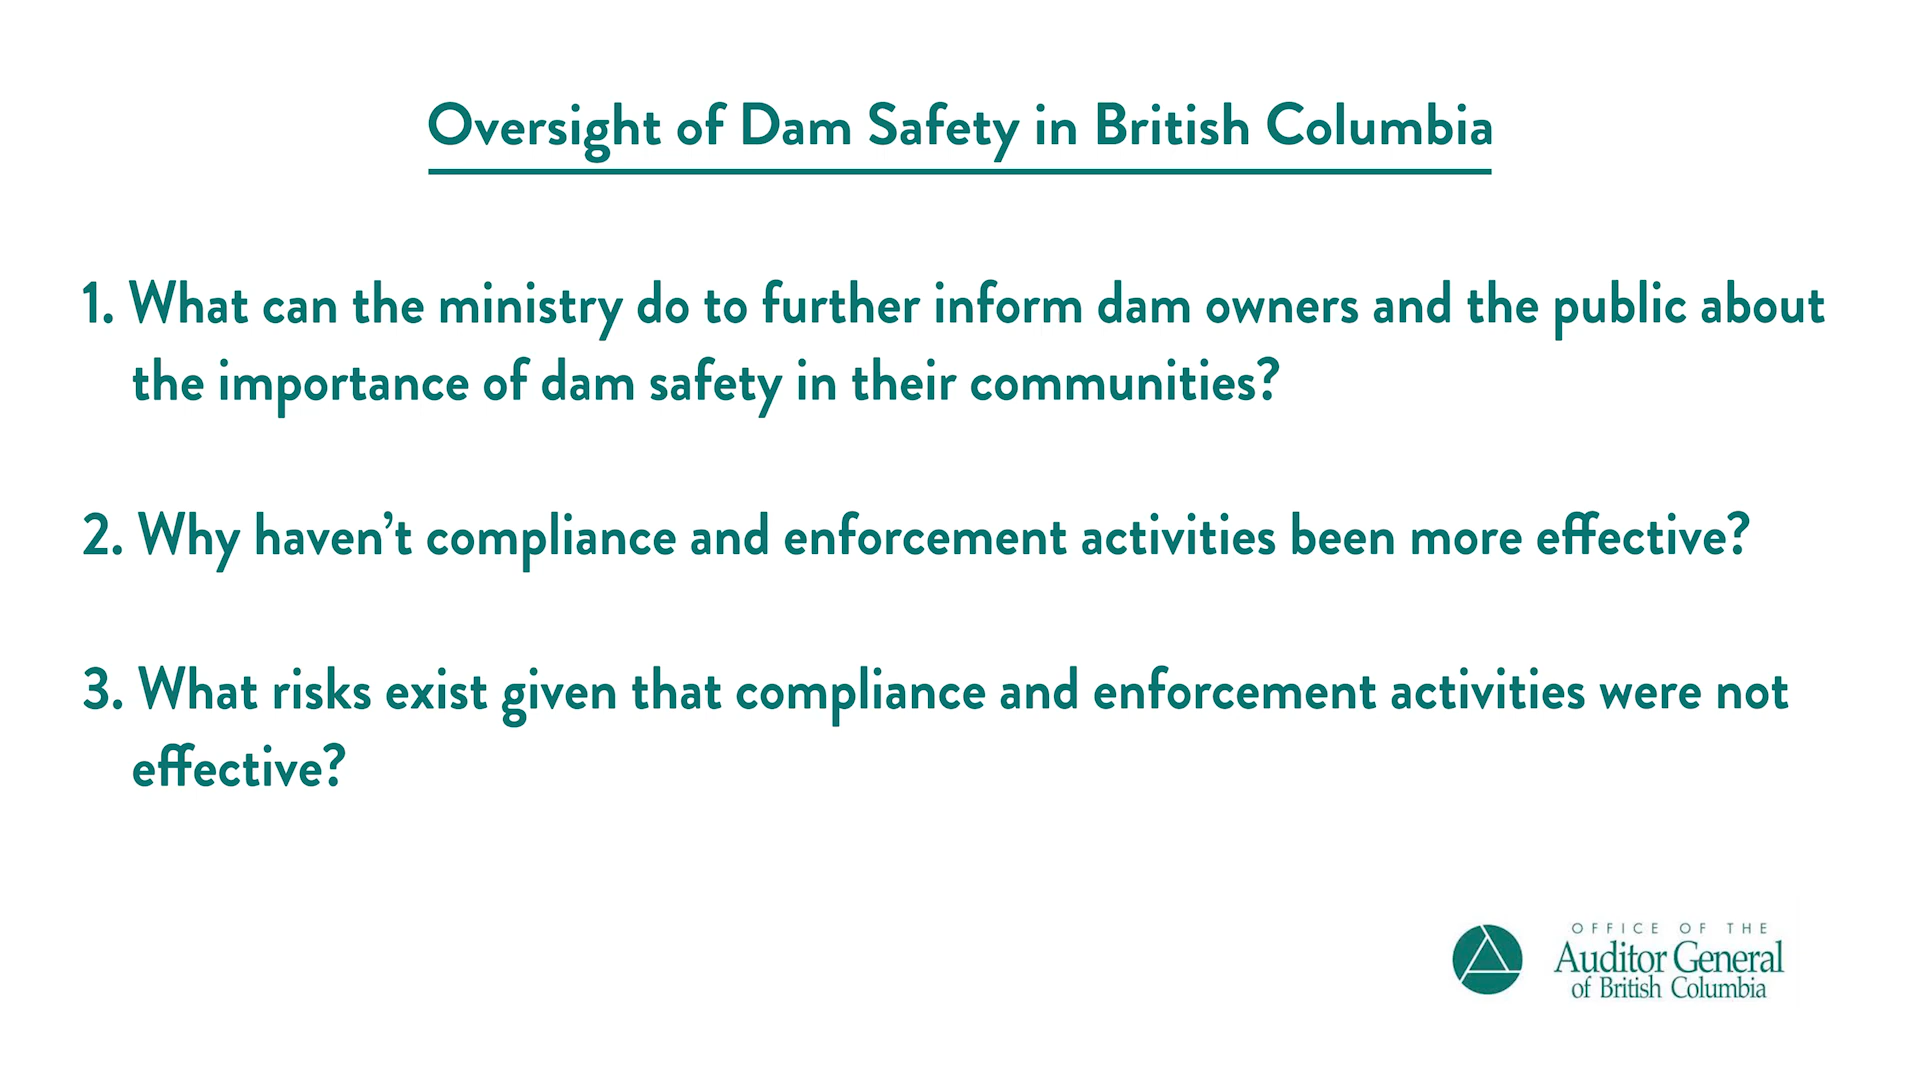 Oversight of Dam Safety in British Columbia
1. What can the ministry do to further inform dam owners and the public about
the importance of dam safety in their communities?
2. Why haven’t compliance and enforcement activities been more effective?
3. What risks exist given that compliance and enforcement activities were not
effective?
OFFICE OF THE
Auditor General
of British Columbia